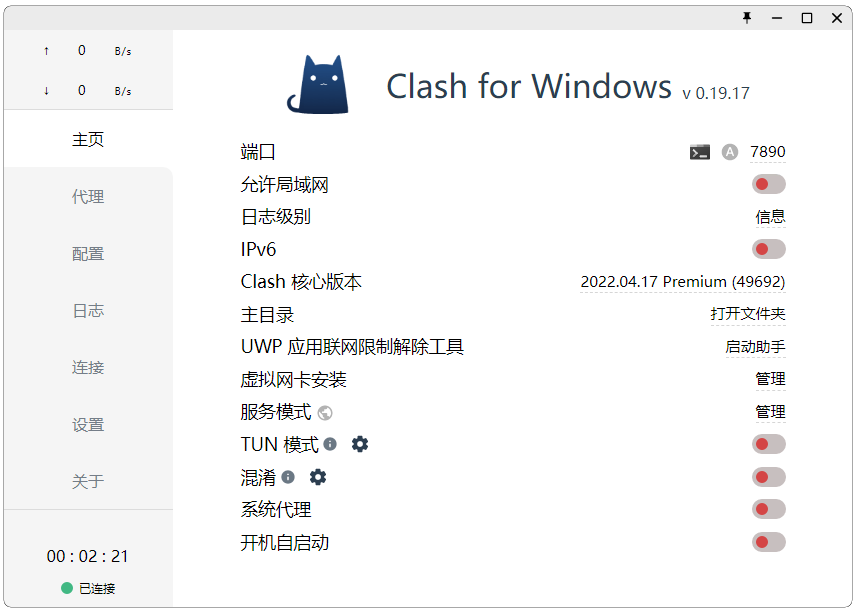 ↑ 0 B/s
↓ 0 B/s
主页
代理
配置
日志
连接
设置
关于
00 : 02 : 21
已连接
Clash for Windows v 0.19.17
端口 A 7890
允许局域网
日志级别 信息
IPv6
Clash 核心版本 2022.04.17 Premium (49692)
主目录 打开文件夹
UWP 应用联网限制解除工具 启动助手
虚拟网卡安装 管理
服务模式 管理
TUN 模式
混淆
系统代理
开机自启动